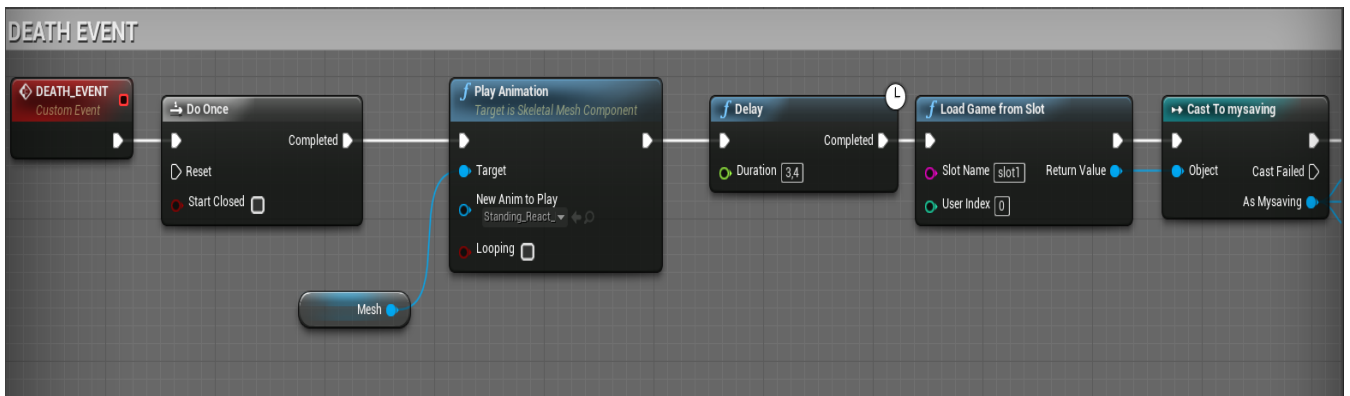 DEATH EVENT
DEATH_EVENT
Custom Event
Do Once
Completed
Reset
Start Closed
Play Animation
Target is Skeletal Mesh Component
Target
New Anim to Play
Standing_React_
Looping
Mesh
Delay
Completed
Duration 3,4
Load Game from Slot
Slot Name slot1 Return Value
User Index 0
Cast To mysaving
Object Cast Failed
As Mysaving